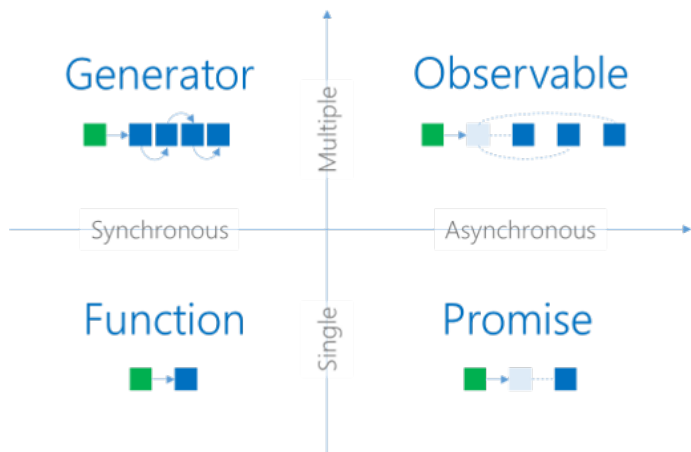 Generator
Observable
Multiple
Synchronous
Asynchronous
Function
Single
Promise